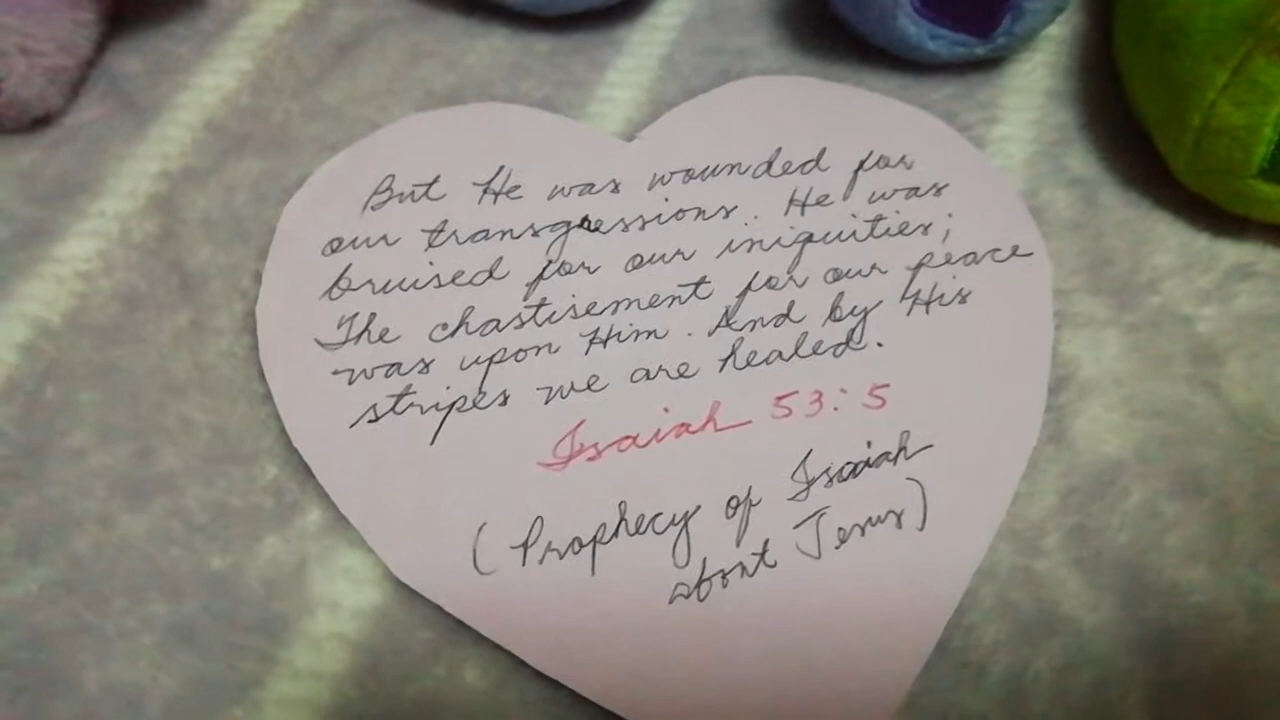 But He was wounded for
our transgressions. He was
bruised for our iniquities;
The chastisement for our peace
was upon Him. And by His
stripes we are healed.
Isaiah 53:5
(Prophecy of Isaiah
about Jesus)